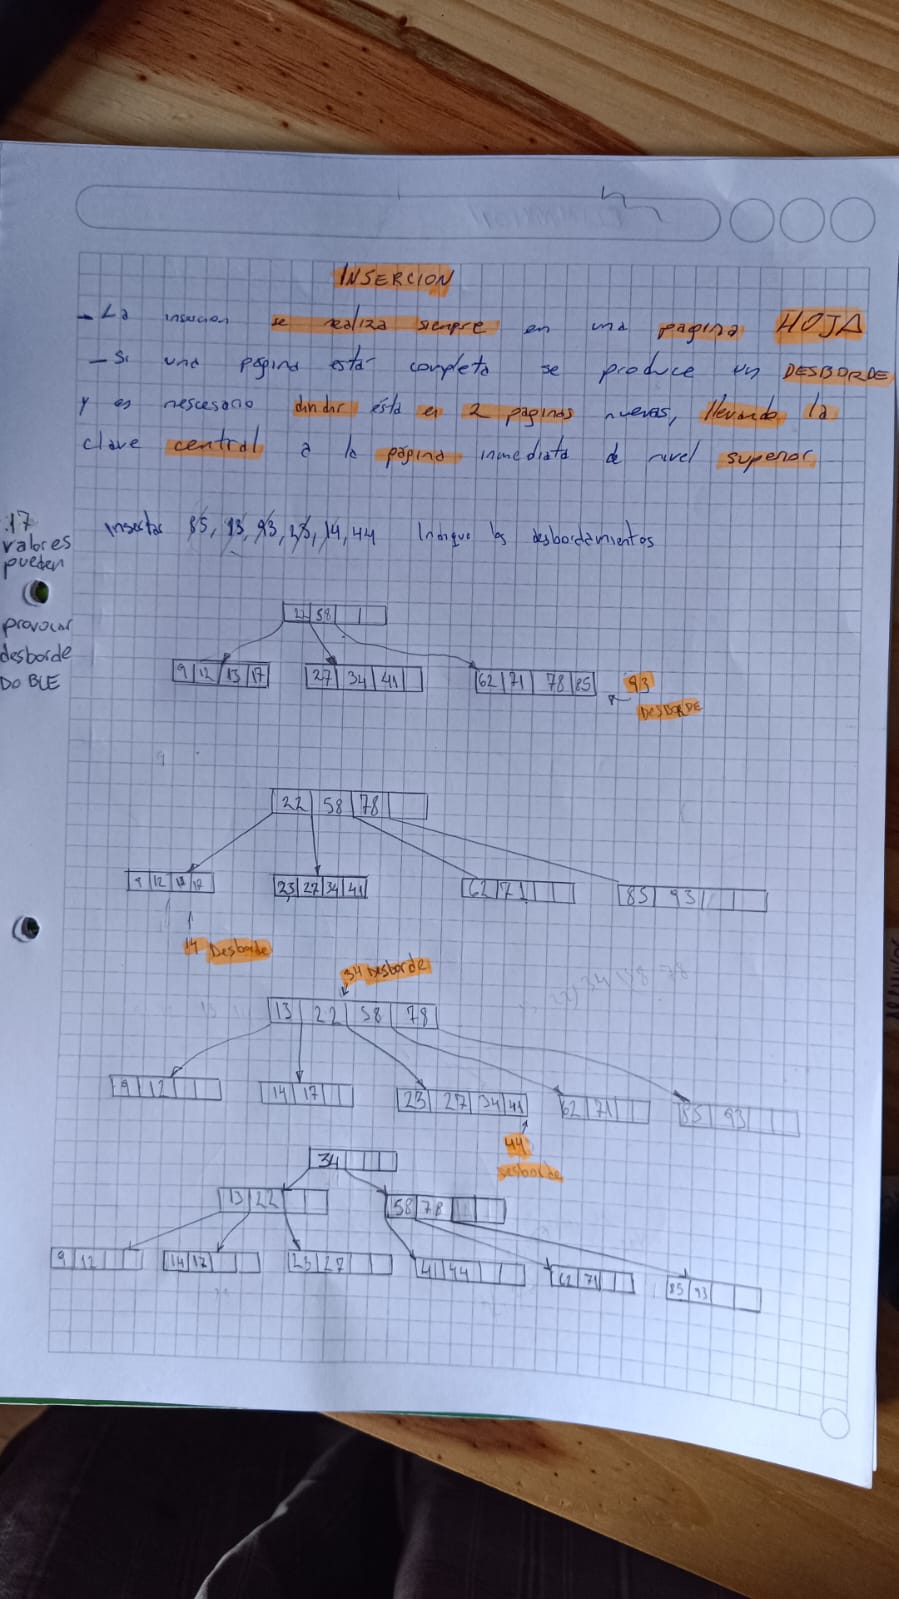 INSERCION
- La insercion se realiza siempre en una pagina HOJA
- Si una página está completa se produce un DESBORDE
y es nescesario dividir ésta en 2 paginas nuevas, llevando la
clave central a la página inmediata de nivel superior.
17
valores
pueden
provocar
desborde
DOBLE
Insertar 85, 13, 93, 23, 14, 44 Indique los desbordamientos
22 58
9 12 13 17 27 34 41 62 71 78 85 93
DESBORDE
22 58 78
9 12 13 17 23 27 34 41 62 71 85 93
14 Desborde
34 Desborde
13 22 58 78
9 12 14 17 23 27 34 41 62 71 85 93
44
desborde
34
13 22 58 78
9 12 14 17 23 27 41 44 62 71 85 93